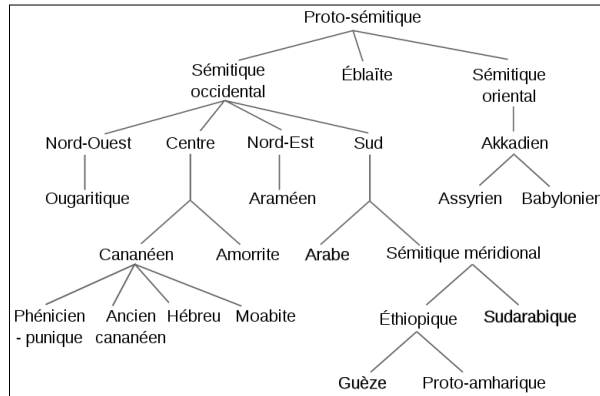 Proto-sémitique
Sémitique
occidental
Éblaïte
Sémitique
oriental
Nord-Ouest
Centre
Nord-Est
Sud
Akkadien
Ougaritique
Araméen
Assyrien
Babylonien
Cananéen
Amorrite
Arabe
Sémitique méridional
Phénicien
- punique
Ancien
cananéen
Hébreu
Moabite
Éthiopique
Sudarabique
Guèze
Proto-amharique